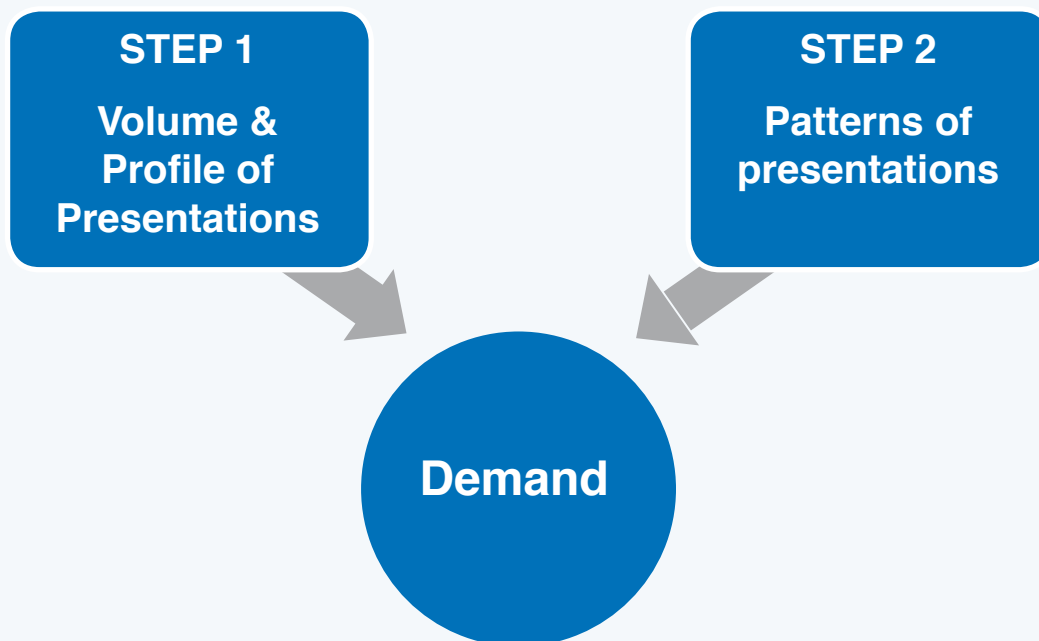 STEP 1
Volume &
Profile of
Presentations
STEP 2
Patterns of
presentations
Demand